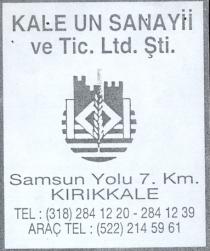 KALE UN SANAYİİ
ve Tic. Ltd. Şti.
Samsun Yolu 7. Km.
KIRIKKALE
TEL : (318) 284 12 20 - 284 12 39
ARAÇ TEL : (522) 214 59 61